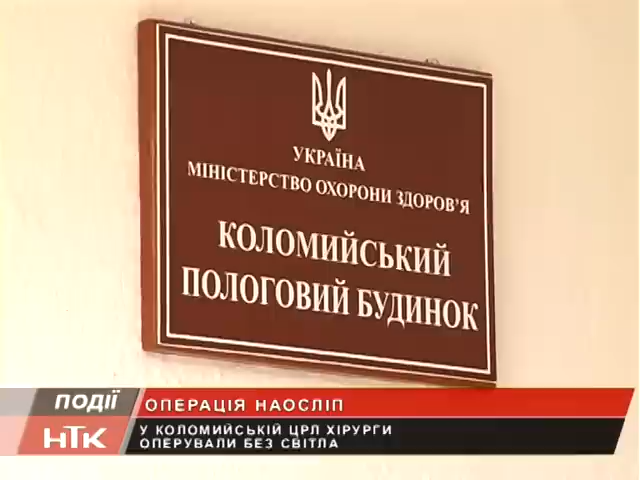 УКРАЇНА
МІНІСТЕРСТВО ОХОРОНИ ЗДОРОВ'Я
КОЛОМИЙСЬКИЙ
ПОЛОГОВИЙ БУДИНОК
ПОДІЇ
ОПЕРАЦІЯ НАОСЛІП
НТК
У КОЛОМИЙСЬКІЙ ЦРЛ ХІРУРГИ
ОПЕРУВАЛИ БЕЗ СВІТЛА